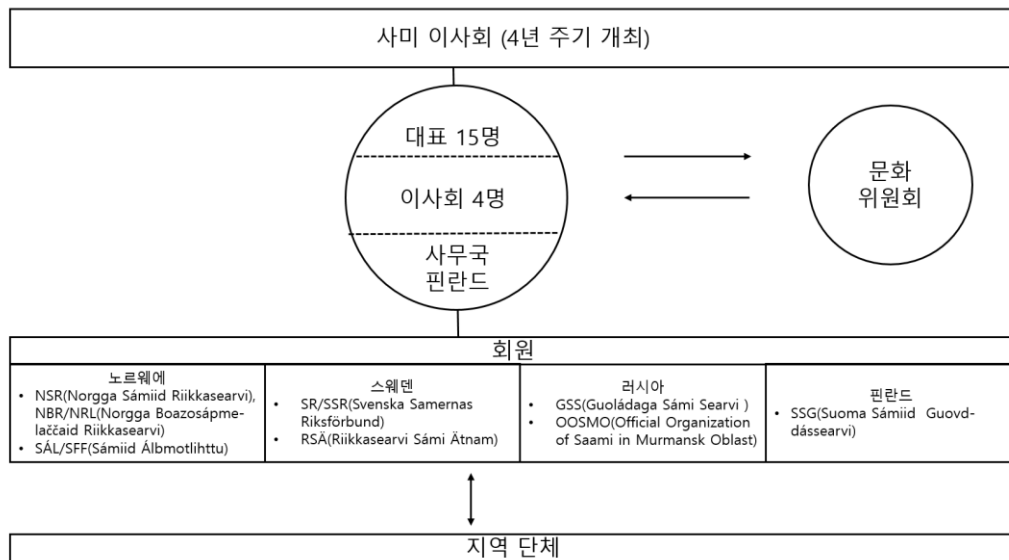 사미 이사회 (4년 주기 개최)
대표 15명
이사회 4명
사무국
핀란드
문화
위원회
회원
노르웨이
• NSR(Norgga Sámiid Riikkasearvi),
NBR/NRL(Norgga Boazosápme-
laččaid Riikkasearvi)
• SÁL/SFF(Sámiid Álbmotlihttu)
스웨덴
• SR/SSR(Svenska Samernas
Riksförbund)
• RSÄ(Riikkasearvi Sámi Ätnam)
러시아
• GSS(Guoládaga Sámi Searvi )
• OOSMO(Official Organization
of Saami in Murmansk Oblast)
핀란드
• SSG(Suoma Sámiid Guovd-
dássearvi)
지역 단체